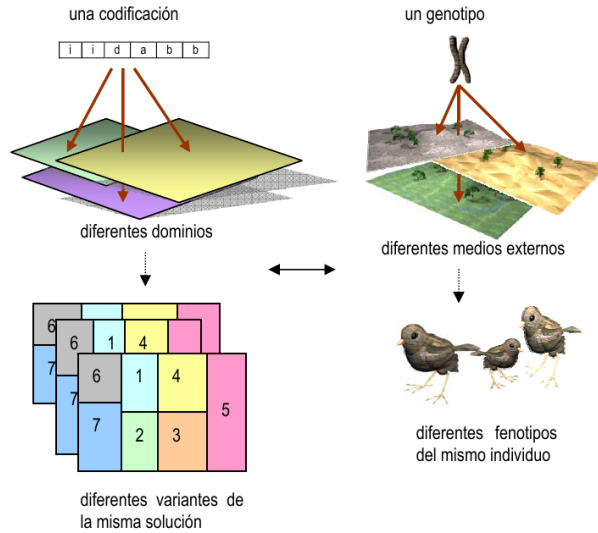 una codificación
i i d a b b
diferentes dominios
6
7
6
1
4
7
6
1
4
5
7
2
3
diferentes variantes de
la misma solución
un genotipo
diferentes medios externos
diferentes fenotipos
del mismo individuo